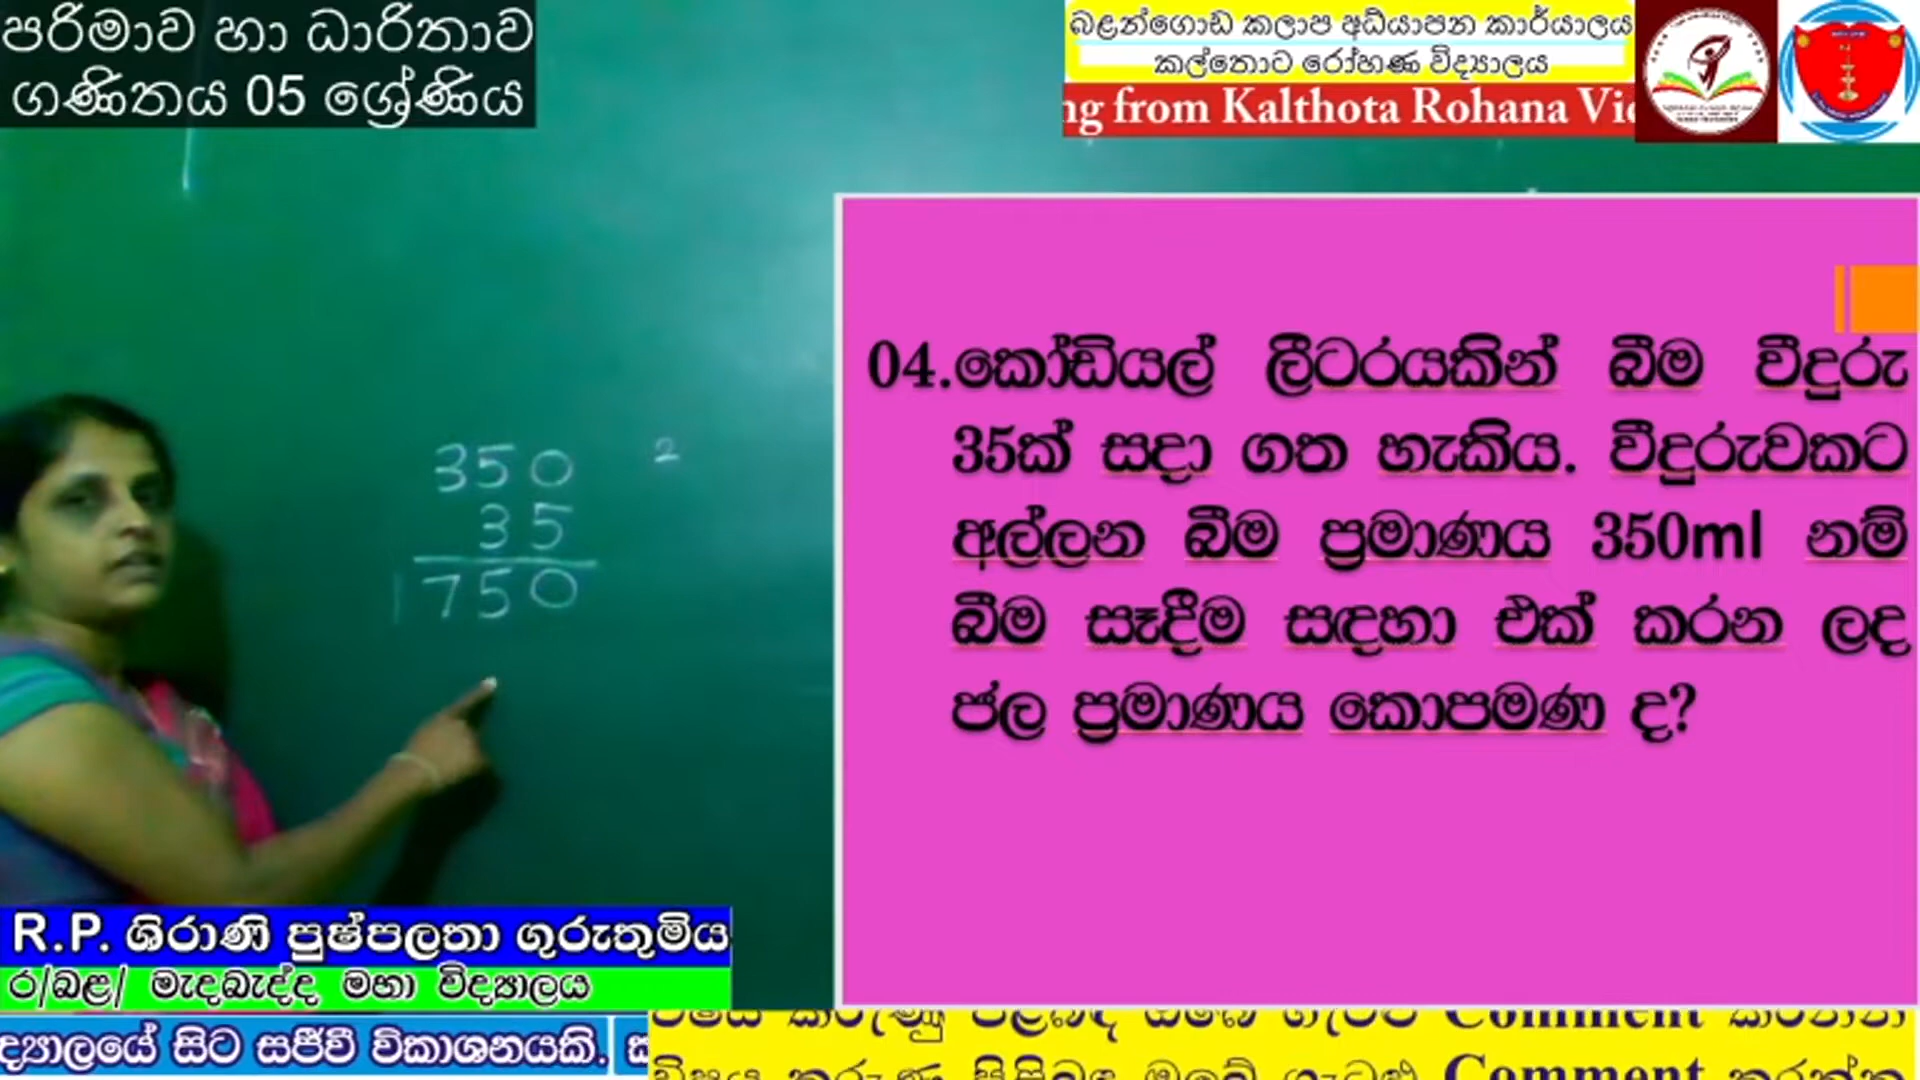 පරිමාව හා ධාරිතාව
ගණිතය 05 ශ්‍රේණිය
බළන්ගොඩ කලාප අධ්‍යාපන කාර්යාලය
කල්තොට රෝහණ විද්‍යාලය
ng from Kalthota Rohana Vi
350 2
35
1750
04.කෝඩියල් ලීටරයකින් බීම වීදුරු
35ක් සදා ගත හැකිය. වීදුරුවකට
අල්ලන බීම ප්‍රමාණය 350ml නම්
බීම සෑදීම සඳහා එක් කරන ලද
ජල ප්‍රමාණය කොපමණ ද?
R.P. ශිරාණි පුෂ්පලතා ගුරුතුමිය
ර/බළ/ මැදබැද්ද මහා විද්‍යාලය
ද්‍යාලයේ සිට සජීවී විකාශනයකි.
Comment
Comment